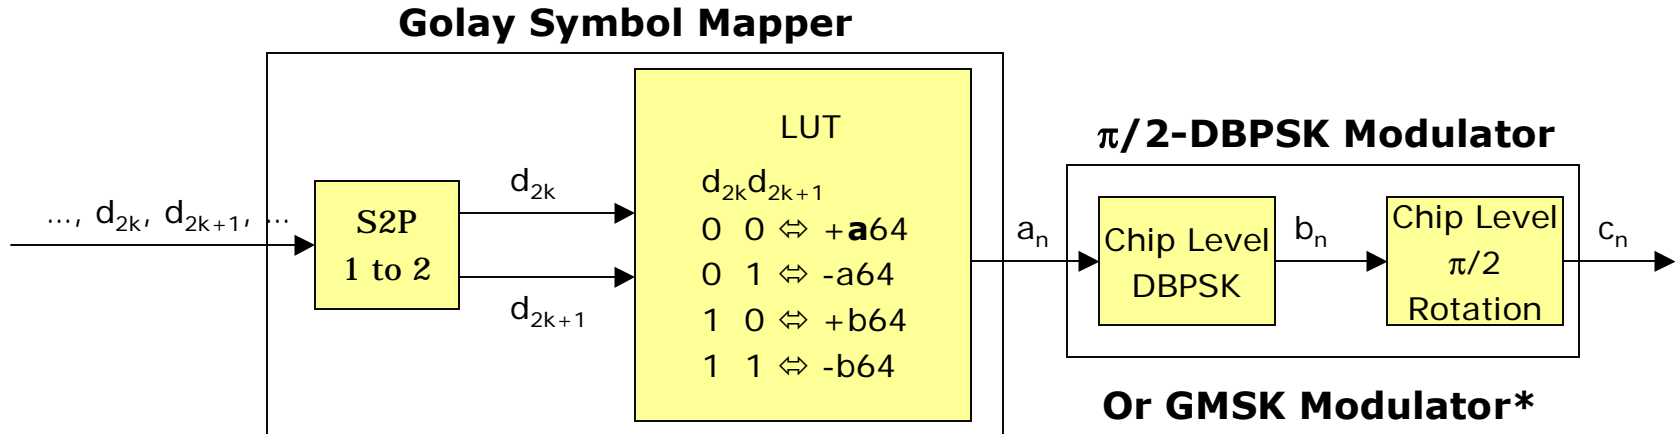 Golay Symbol Mapper
..., d2k, d2k+1, ...
S2P
1 to 2
d2k
d2k+1
LUT
d2kd2k+1
0 0 ⇔ +a64
0 1 ⇔ -a64
1 0 ⇔ +b64
1 1 ⇔ -b64
an
π/2-DBPSK Modulator
Chip Level
DBPSK
bn
Chip Level
π/2
Rotation
cn
Or GMSK Modulator*